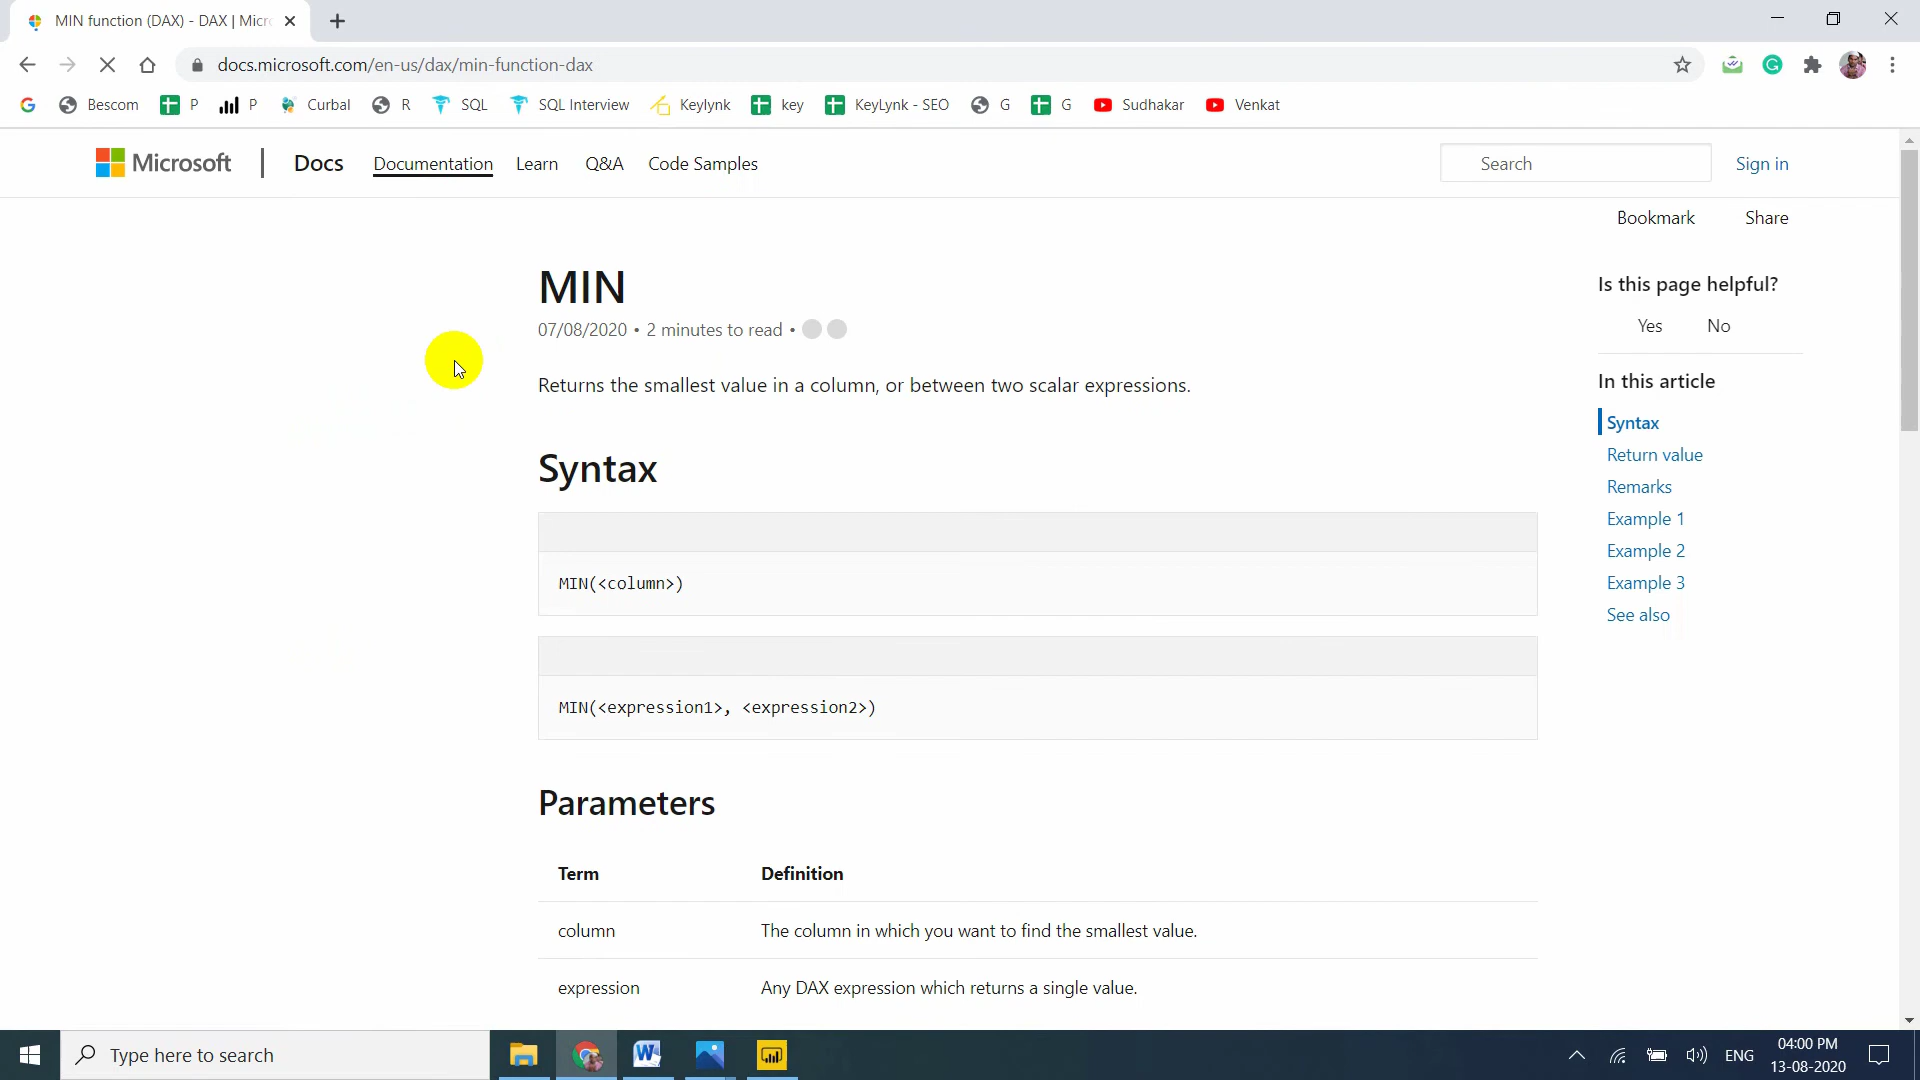 MIN function (DAX) - DAX | Micr
docs.microsoft.com/en-us/dax/min-function-dax
Bescom P P Curbal R SQL SQL Interview Keylynk key KeyLynk - SEO G G Sudhakar Venkat
Microsoft Docs Documentation Learn Q&A Code Samples Search Sign in
Bookmark Share
MIN
07/08/2020 • 2 minutes to read •
Returns the smallest value in a column, or between two scalar expressions.
Syntax
MIN(<column>)
MIN(<expression1>, <expression2>)
Parameters
Term Definition
column The column in which you want to find the smallest value.
expression Any DAX expression which returns a single value.
Is this page helpful?
Yes No
In this article
Syntax
Return value
Remarks
Example 1
Example 2
Example 3
See also
Type here to search
ENG
04:00 PM
13-08-2020